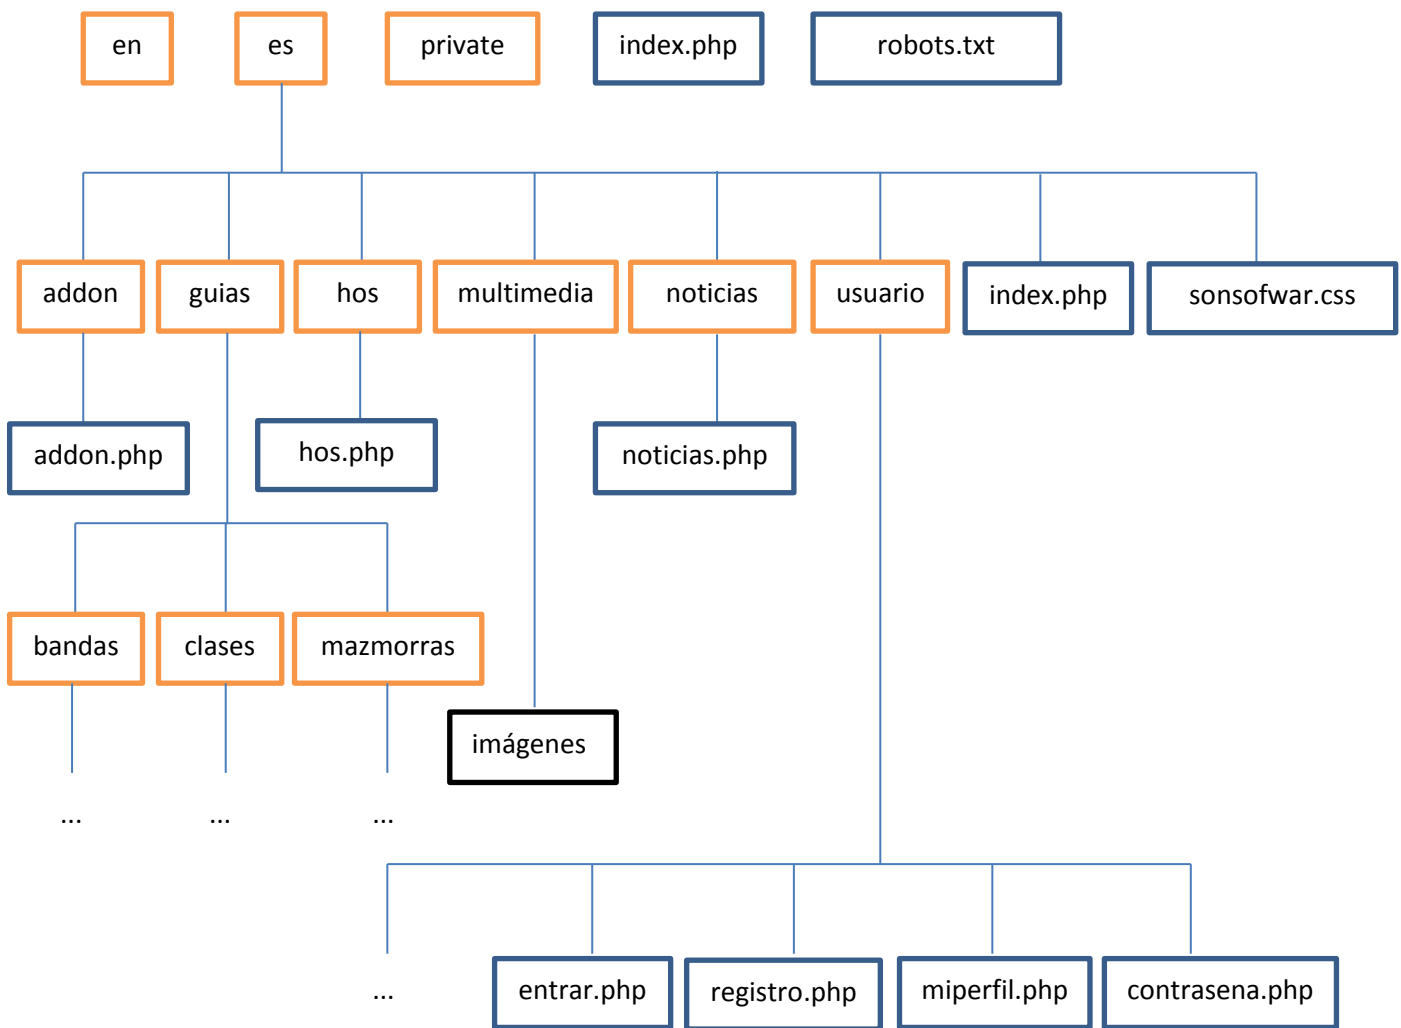 en
es
private
index.php
robots.txt
addon
guias
hos
multimedia
noticias
usuario
index.php
sonsofwar.css
addon.php
hos.php
noticias.php
bandas
clases
mazmorras
imágenes
...
...
...
...
entrar.php
registro.php
miperfil.php
contrasena.php